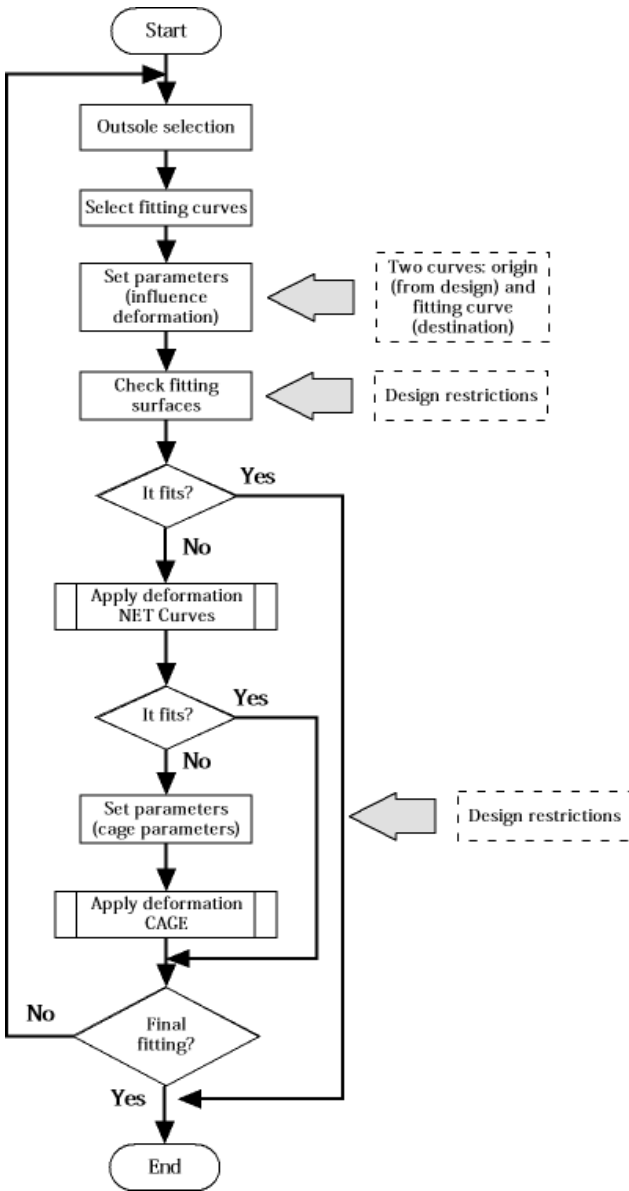 Start
Outsole selection
Select fitting curves
Set parameters
(influence
deformation)
Two curves: origin
(from design) and
fitting curve
(destination)
Check fitting
surfaces
Design restrictions
It fits?
Yes
No
Apply deformation
NET Curves
It fits?
Yes
No
Set parameters
(cage parameters)
Design restrictions
Apply deformation
CAGE
No
Final
fitting?
Yes
End